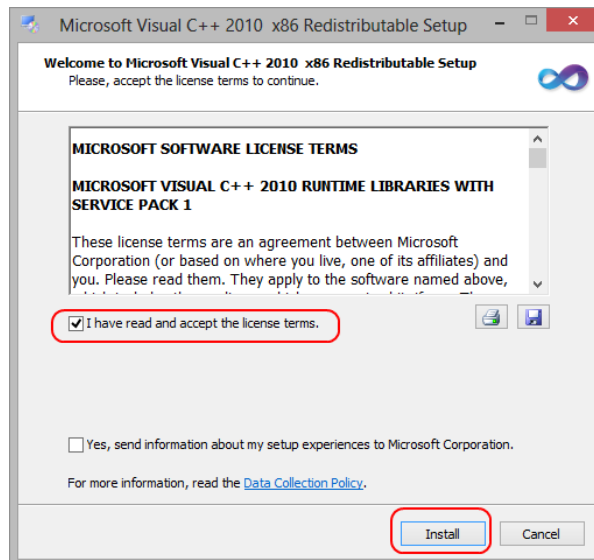 Microsoft Visual C++ 2010 x86 Redistributable Setup
Welcome to Microsoft Visual C++ 2010 x86 Redistributable Setup
Please, accept the license terms to continue.
MICROSOFT SOFTWARE LICENSE TERMS
MICROSOFT VISUAL C++ 2010 RUNTIME LIBRARIES WITH
SERVICE PACK 1
These license terms are an agreement between Microsoft
Corporation (or based on where you live, one of its affiliates) and
you. Please read them. They apply to the software named above,
I have read and accept the license terms.
Yes, send information about my setup experiences to Microsoft Corporation.
For more information, read the Data Collection Policy.
Install Cancel